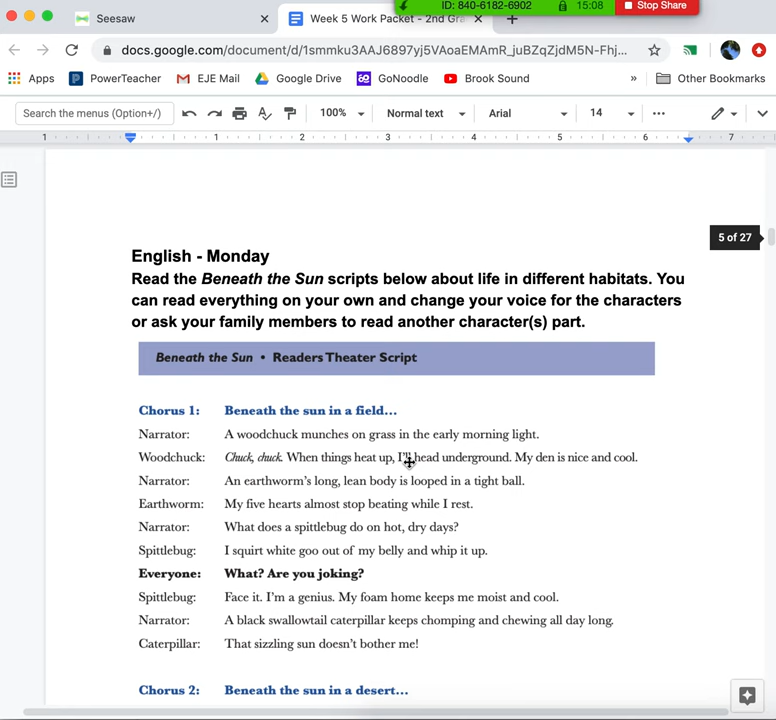 ID: 840-6182-6902 15:08 Stop Share
Seesaw × Week 5 Work Packet - 2nd Gra × +
docs.google.com/document/d/1smmku3AAJ6897yj5VAoaEMAmR_juBZqZjdM5N-Fhj...
Apps PowerTeacher EJE Mail Google Drive GoNoodle Brook Sound » Other Bookmarks
Search the menus (Option+/) 100% Normal text Arial 14
1 1 2 3 4 5 6 7
5 of 27
English - Monday
Read the Beneath the Sun scripts below about life in different habitats. You
can read everything on your own and change your voice for the characters
or ask your family members to read another character(s) part.
Beneath the Sun • Readers Theater Script
Chorus 1: Beneath the sun in a field...
Narrator: A woodchuck munches on grass in the early morning light.
Woodchuck: Chuck, chuck. When things heat up, I'll head underground. My den is nice and cool.
Narrator: An earthworm's long, lean body is looped in a tight ball.
Earthworm: My five hearts almost stop beating while I rest.
Narrator: What does a spittlebug do on hot, dry days?
Spittlebug: I squirt white goo out of my belly and whip it up.
Everyone: What? Are you joking?
Spittlebug: Face it. I'm a genius. My foam home keeps me moist and cool.
Narrator: A black swallowtail caterpillar keeps chomping and chewing all day long.
Caterpillar: That sizzling sun doesn't bother me!
Chorus 2: Beneath the sun in a desert...